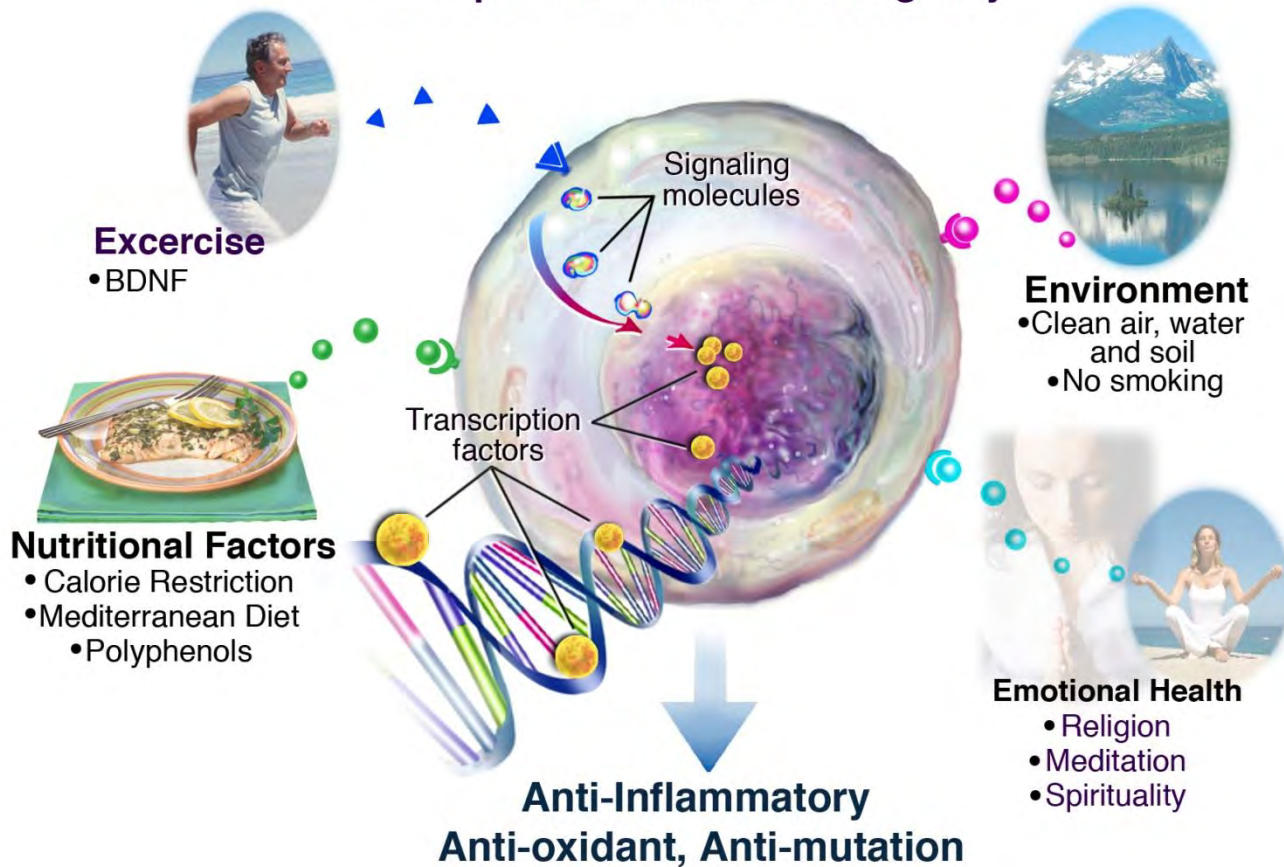 Signaling
molecules
Excercise
•BDNF
Environment
•Clean air, water
and soil
•No smoking
Transcription
factors
Nutritional Factors
• Calorie Restriction
•Mediterranean Diet
•Polyphenols
Emotional Health
•Religion
•Meditation
•Spirituality
Anti-Inflammatory
Anti-oxidant, Anti-mutation